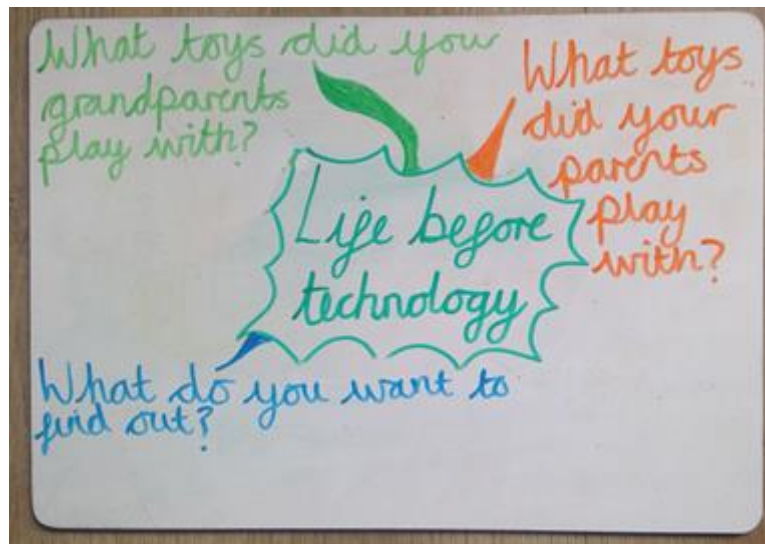 What toys did you
grandparents
play with?
What toys
did your
parents
play
with?
Life before
technology
What do you want to
find out?